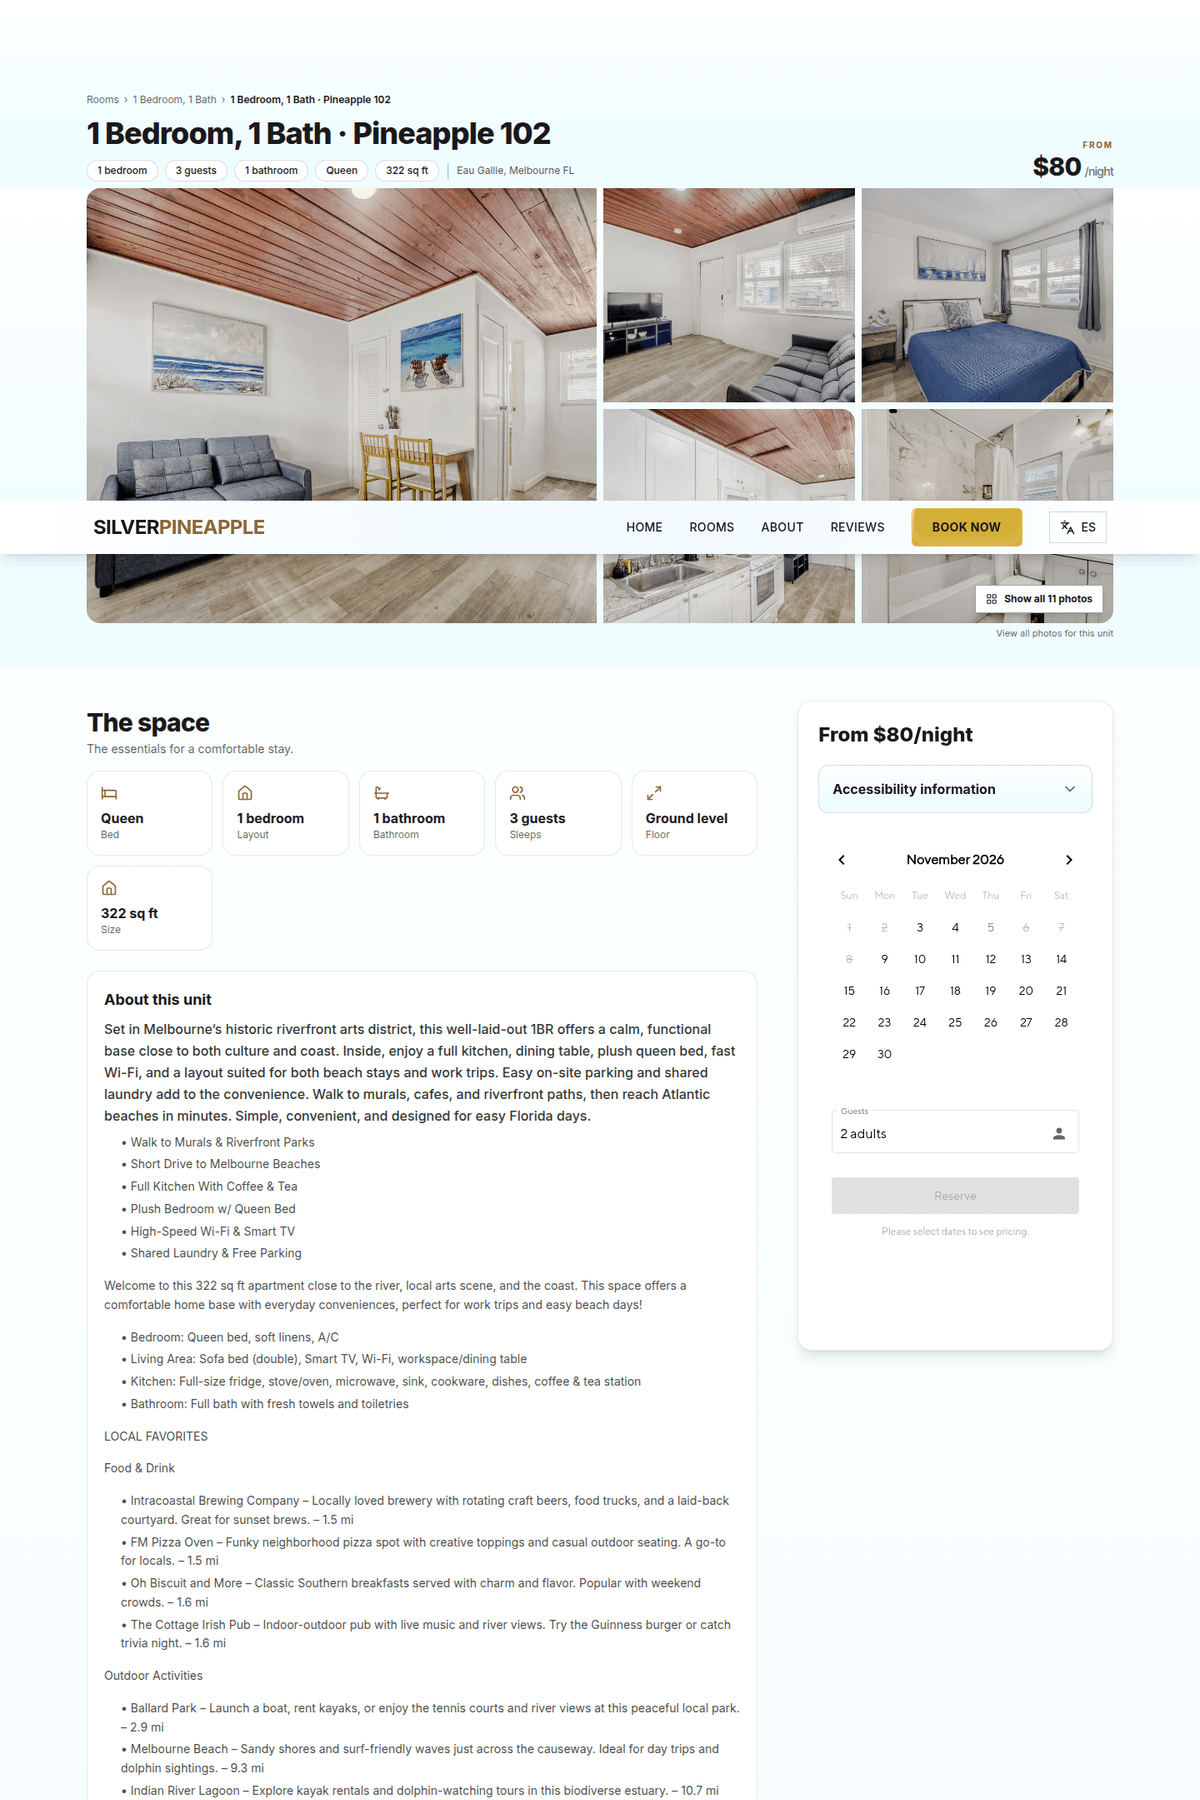 Rooms › 1 Bedroom, 1 Bath › 1 Bedroom, 1 Bath · Pineapple 102
1 Bedroom, 1 Bath · Pineapple 102
1 bedroom 3 guests 1 bathroom Queen 322 sq ft Eau Gallie, Melbourne FL
FROM
$80 /night
SILVERPINEAPPLE
HOME ROOMS ABOUT REVIEWS BOOK NOW ES
Show all 11 photos
View all photos for this unit
The space
The essentials for a comfortable stay.
Queen
Bed
1 bedroom
Layout
1 bathroom
Bathroom
3 guests
Sleeps
Ground level
Floor
322 sq ft
Size
About this unit
Set in Melbourne’s historic riverfront arts district, this well-laid-out 1BR offers a calm, functional
base close to both culture and coast. Inside, enjoy a full kitchen, dining table, plush queen bed, fast
Wi-Fi, and a layout suited for both beach stays and work trips. Easy on-site parking and shared
laundry add to the convenience. Walk to murals, cafes, and riverfront paths, then reach Atlantic
beaches in minutes. Simple, convenient, and designed for easy Florida days.
• Walk to Murals & Riverfront Parks
• Short Drive to Melbourne Beaches
• Full Kitchen With Coffee & Tea
• Plush Bedroom w/ Queen Bed
• High-Speed Wi-Fi & Smart TV
• Shared Laundry & Free Parking
Welcome to this 322 sq ft apartment close to the river, local arts scene, and the coast. This space offers a
comfortable home base with everyday conveniences, perfect for work trips and easy beach days!
• Bedroom: Queen bed, soft linens, A/C
• Living Area: Sofa bed (double), Smart TV, Wi-Fi, workspace/dining table
• Kitchen: Full-size fridge, stove/oven, microwave, sink, cookware, dishes, coffee & tea station
• Bathroom: Full bath with fresh towels and toiletries
LOCAL FAVORITES
Food & Drink
• Intracoastal Brewing Company – Locally loved brewery with rotating craft beers, food trucks, and a laid-back
courtyard. Great for sunset brews. – 1.5 mi
• FM Pizza Oven – Funky neighborhood pizza spot with creative toppings and casual outdoor seating. A go-to
for locals. – 1.5 mi
• Oh Biscuit and More – Classic Southern breakfasts served with charm and flavor. Popular with weekend
crowds. – 1.6 mi
• The Cottage Irish Pub – Indoor-outdoor pub with live music and river views. Try the Guinness burger or catch
trivia night. – 1.6 mi
Outdoor Activities
• Ballard Park – Launch a boat, rent kayaks, or enjoy the tennis courts and river views at this peaceful local park.
– 2.9 mi
• Melbourne Beach – Sandy shores and surf-friendly waves just across the causeway. Ideal for day trips and
dolphin sightings. – 9.3 mi
• Indian River Lagoon – Explore kayak rentals and dolphin-watching tours in this biodiverse estuary. – 10.7 mi
From $80/night
Accessibility information
November 2026
Sun Mon Tue Wed Thu Fri Sat
1 2 3 4 5 6 7
8 9 10 11 12 13 14
15 16 17 18 19 20 21
22 23 24 25 26 27 28
29 30
Guests
2 adults
Reserve
Please select dates to see pricing.